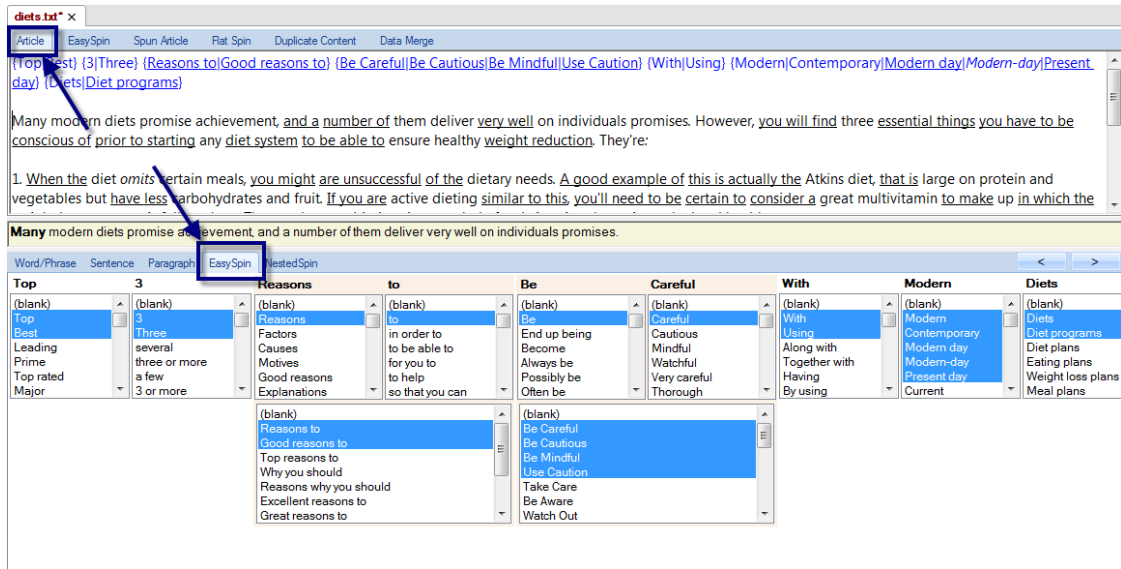 diets.txt* ×
Article EasySpin Spun Article Flat Spin Duplicate Content Data Merge
{Top|Best} {3|Three} {Reasons to|Good reasons to} {Be Careful|Be Cautious|Be Mindful|Use Caution} {With|Using} {Modern|Contemporary|Modern day|Modern-day|Present
day} {Diets|Diet programs}
Many modern diets promise achievement, and a number of them deliver very well on individuals promises. However, you will find three essential things you have to be
conscious of prior to starting any diet system to be able to ensure healthy weight reduction. They're:
1. When the diet omits certain meals, you might are unsuccessful of the dietary needs. A good example of this is actually the Atkins diet, that is large on protein and
vegetables but have less carbohydrates and fruit. If you are active dieting similar to this, you'll need to be certain to consider a great multivitamin to make up in which the
Many modern diets promise achievement, and a number of them deliver very well on individuals promises.
Word/Phrase Sentence Paragraph EasySpin NestedSpin < >
Top 3 Reasons to Be Careful With Modern Diets
(blank) (blank) (blank) (blank) (blank) (blank) (blank) (blank) (blank)
Top 3 Reasons to Be Careful With Modern Diets
Best Three Factors in order to End up being Cautious Using Contemporary Diet programs
Leading several Causes to be able to Become Mindful Along with Modern day Diet plans
Prime three or more Motives for you to Always be Watchful Together with Modern-day Eating plans
Top rated a few Good reasons to help Possibly be Very careful Having Present day Weight loss plans
Major 3 or more Explanations so that you can Often be Thorough By using Current Meal plans
(blank) (blank)
Reasons to Be Careful
Good reasons to Be Cautious
Top reasons to Be Mindful
Why you should Use Caution
Reasons why you should Take Care
Excellent reasons to Be Aware
Great reasons to Watch Out